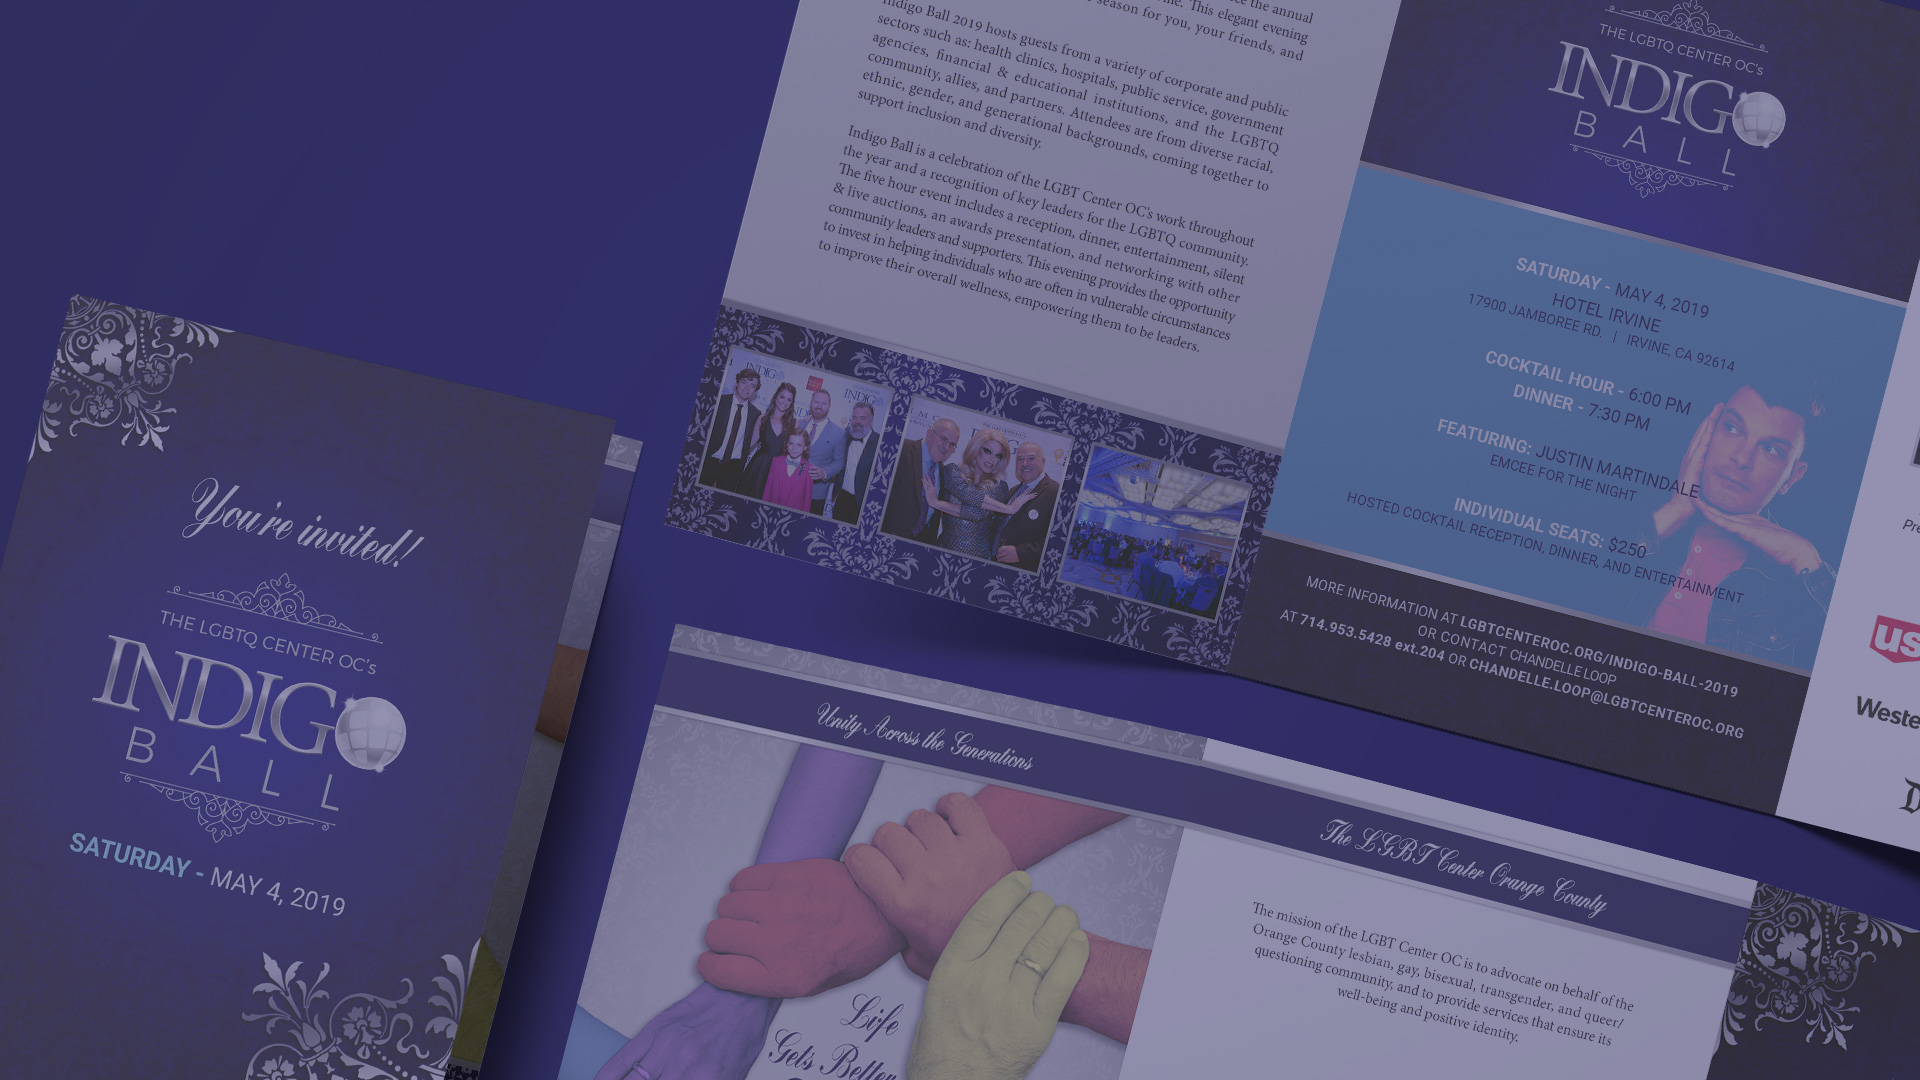 You're invited!
THE LGBTQ CENTER OC's
INDIGO
BALL
SATURDAY - MAY 4, 2019
the annual
This elegant evening
season for you, your friends, and
Indigo Ball 2019 hosts guests from a variety of corporate and public
sectors such as: health clinics, hospitals, public service, government
agencies, financial & educational institutions, and the LGBTQ
community, allies, and partners. Attendees are from diverse racial,
ethnic, gender, and generational backgrounds, coming together to
support inclusion and diversity.
Indigo Ball is a celebration of the LGBT Center OC's work throughout
the year and a recognition of key leaders for the LGBTQ community.
The five hour event includes a reception, dinner, entertainment, silent
& live auctions, an awards presentation, and networking with other
community leaders and supporters. This evening provides the opportunity
to invest in helping individuals who are often in vulnerable circumstances
to improve their overall wellness, empowering them to be leaders.
THE LGBTQ CENTER OC's
INDIGO
BALL
SATURDAY - MAY 4, 2019
HOTEL IRVINE
17900 JAMBOREE RD. | IRVINE, CA 92614
COCKTAIL HOUR - 6:00 PM
DINNER - 7:30 PM
FEATURING: JUSTIN MARTINDALE
EMCEE FOR THE NIGHT
INDIVIDUAL SEATS: $250
HOSTED COCKTAIL RECEPTION, DINNER, AND ENTERTAINMENT
MORE INFORMATION AT LGBTCENTEROC.ORG/INDIGO-BALL-2019
OR CONTACT CHANDELLE LOOP
AT 714.953.5428 ext.204 OR CHANDELLE.LOOP@LGBTCENTEROC.ORG
Unity Across the Generations
Life
Gets Better
The LGBT Center Orange County
The mission of the LGBT Center OC is to advocate on behalf of the
Orange County lesbian, gay, bisexual, transgender, and queer/
questioning community, and to provide services that ensure its
well-being and positive identity.